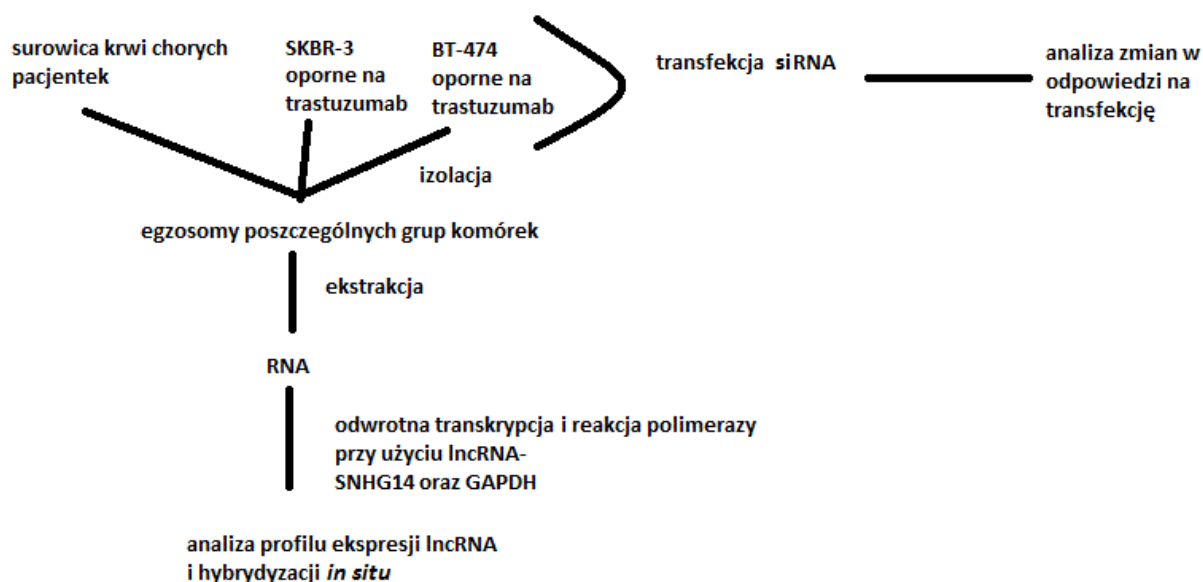 surowica krwi chorych
pacjentek
SKBR-3
oporne na
trastuzumab
BT-474
oporne na
trastuzumab
transfekcja siRNA
analiza zmian w
odpowiedzi na
transfekcję
izolacja
egzosomy poszczególnych grup komórek
ekstrakcja
RNA
odwrotna transkrypcja i reakcja polimerazy
przy użyciu lncRNA-
SNHG14 oraz GAPDH
analiza profilu ekspresji lncRNA
i hybrydyzacji in situ